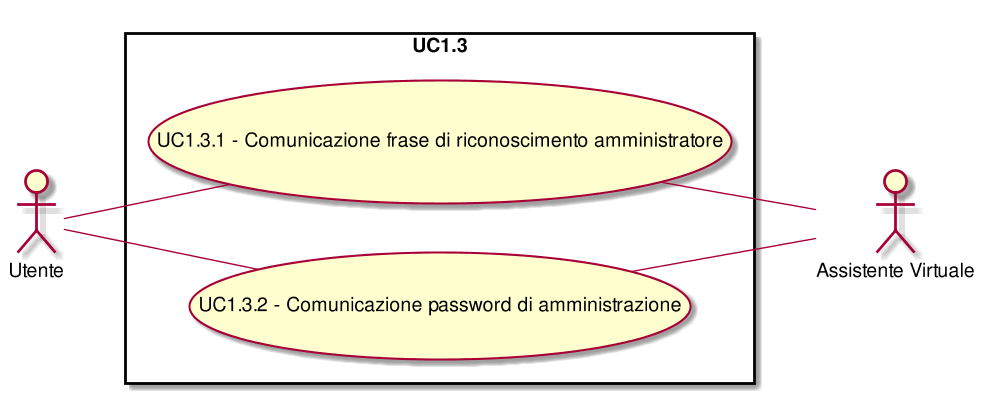 UC1.3
UC1.3.1 - Comunicazione frase di riconoscimento amministratore
Utente
Assistente Virtuale
UC1.3.2 - Comunicazione password di amministrazione